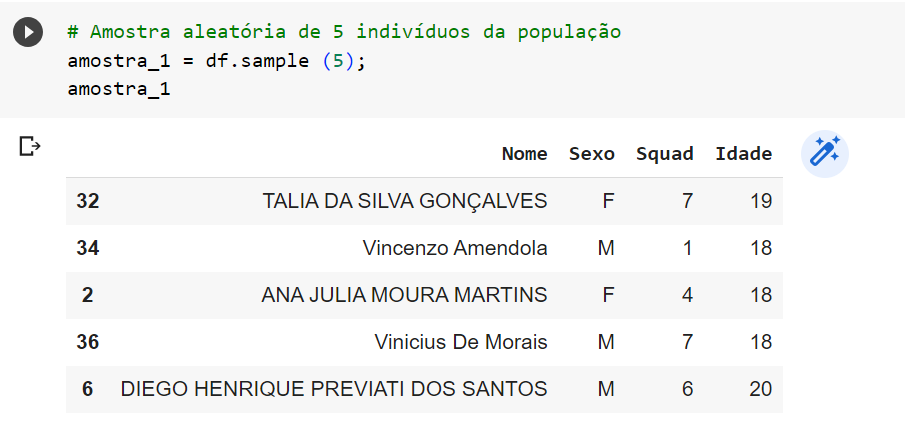 # Amostra aleatória de 5 indivíduos da população
amostra_1 = df.sample (5);
amostra_1
Nome Sexo Squad Idade
32 TALIA DA SILVA GONÇALVES F 7 19
34 Vincenzo Amendola M 1 18
2 ANA JULIA MOURA MARTINS F 4 18
36 Vinicius De Morais M 7 18
6 DIEGO HENRIQUE PREVIATI DOS SANTOS M 6 20